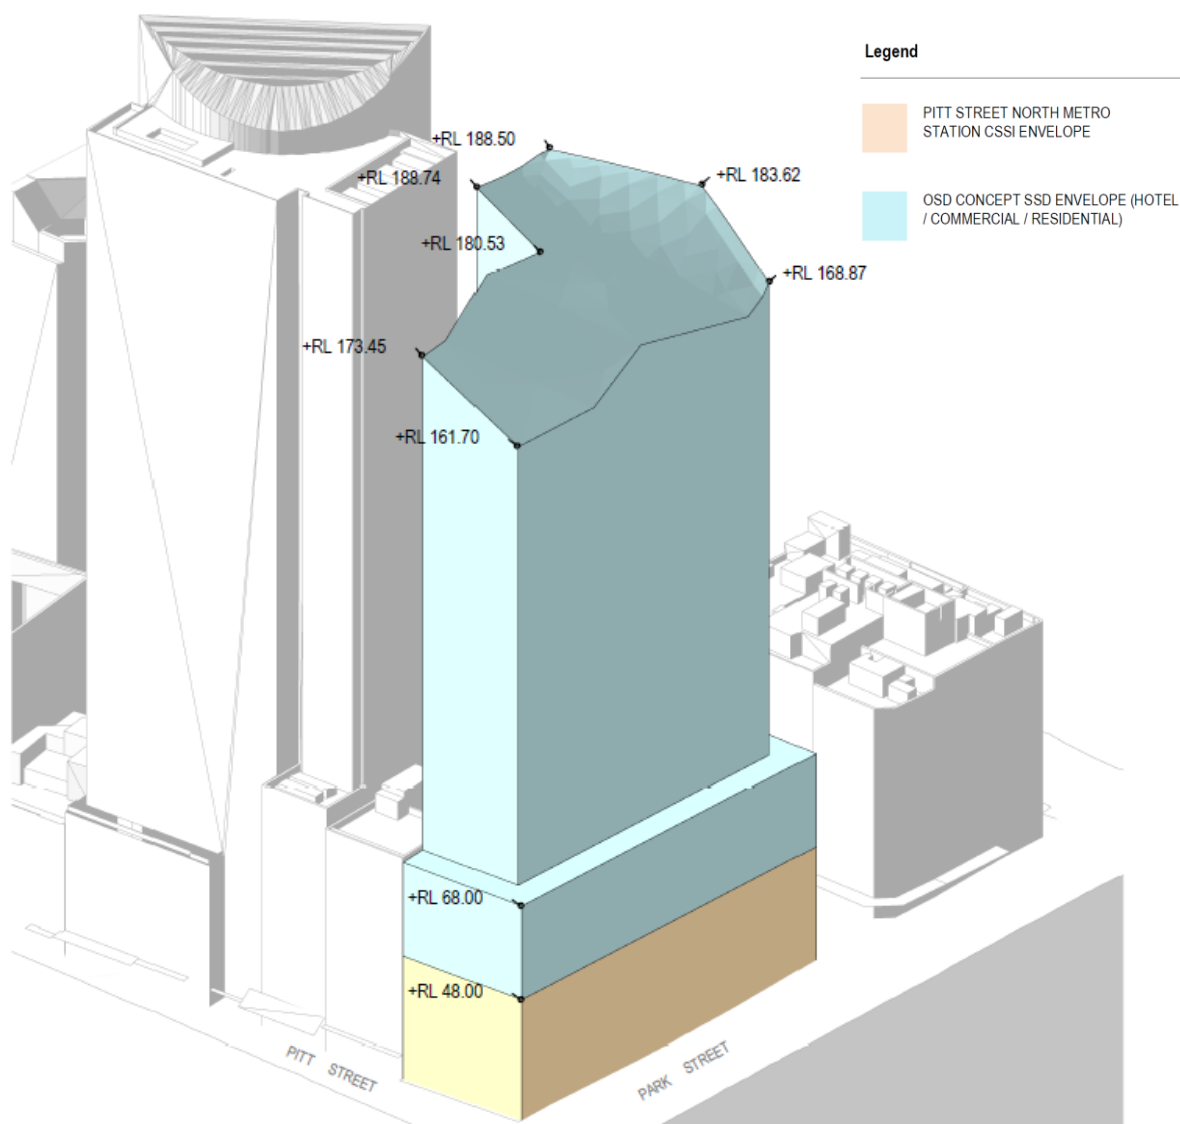 Legend
PITT STREET NORTH METRO
STATION CSSI ENVELOPE
OSD CONCEPT SSD ENVELOPE (HOTEL
/ COMMERCIAL / RESIDENTIAL)
+RL 188.50
+RL 188.74
+RL 183.62
+RL 180.53
+RL 168.87
+RL 173.45
+RL 161.70
+RL 68.00
+RL 48.00
PITT STREET
PARK STREET